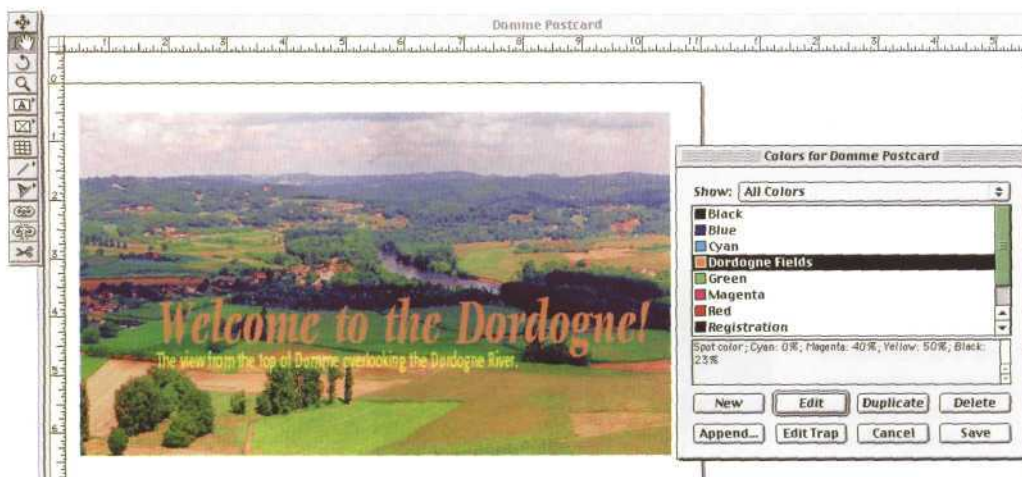 Domme Postcard
Welcome to the Dordogne!
The view from the top of Domme overlooking the Dordogne River.
Colors for Domme Postcard
Show: All Colors
Black
Blue
Cyan
Dordogne Fields
Green
Magenta
Red
Registration
Spot color; Cyan: 0%; Magenta: 40%; Yellow: 50%; Black:
23%
New Edit Duplicate Delete
Append... Edit Trap Cancel Save